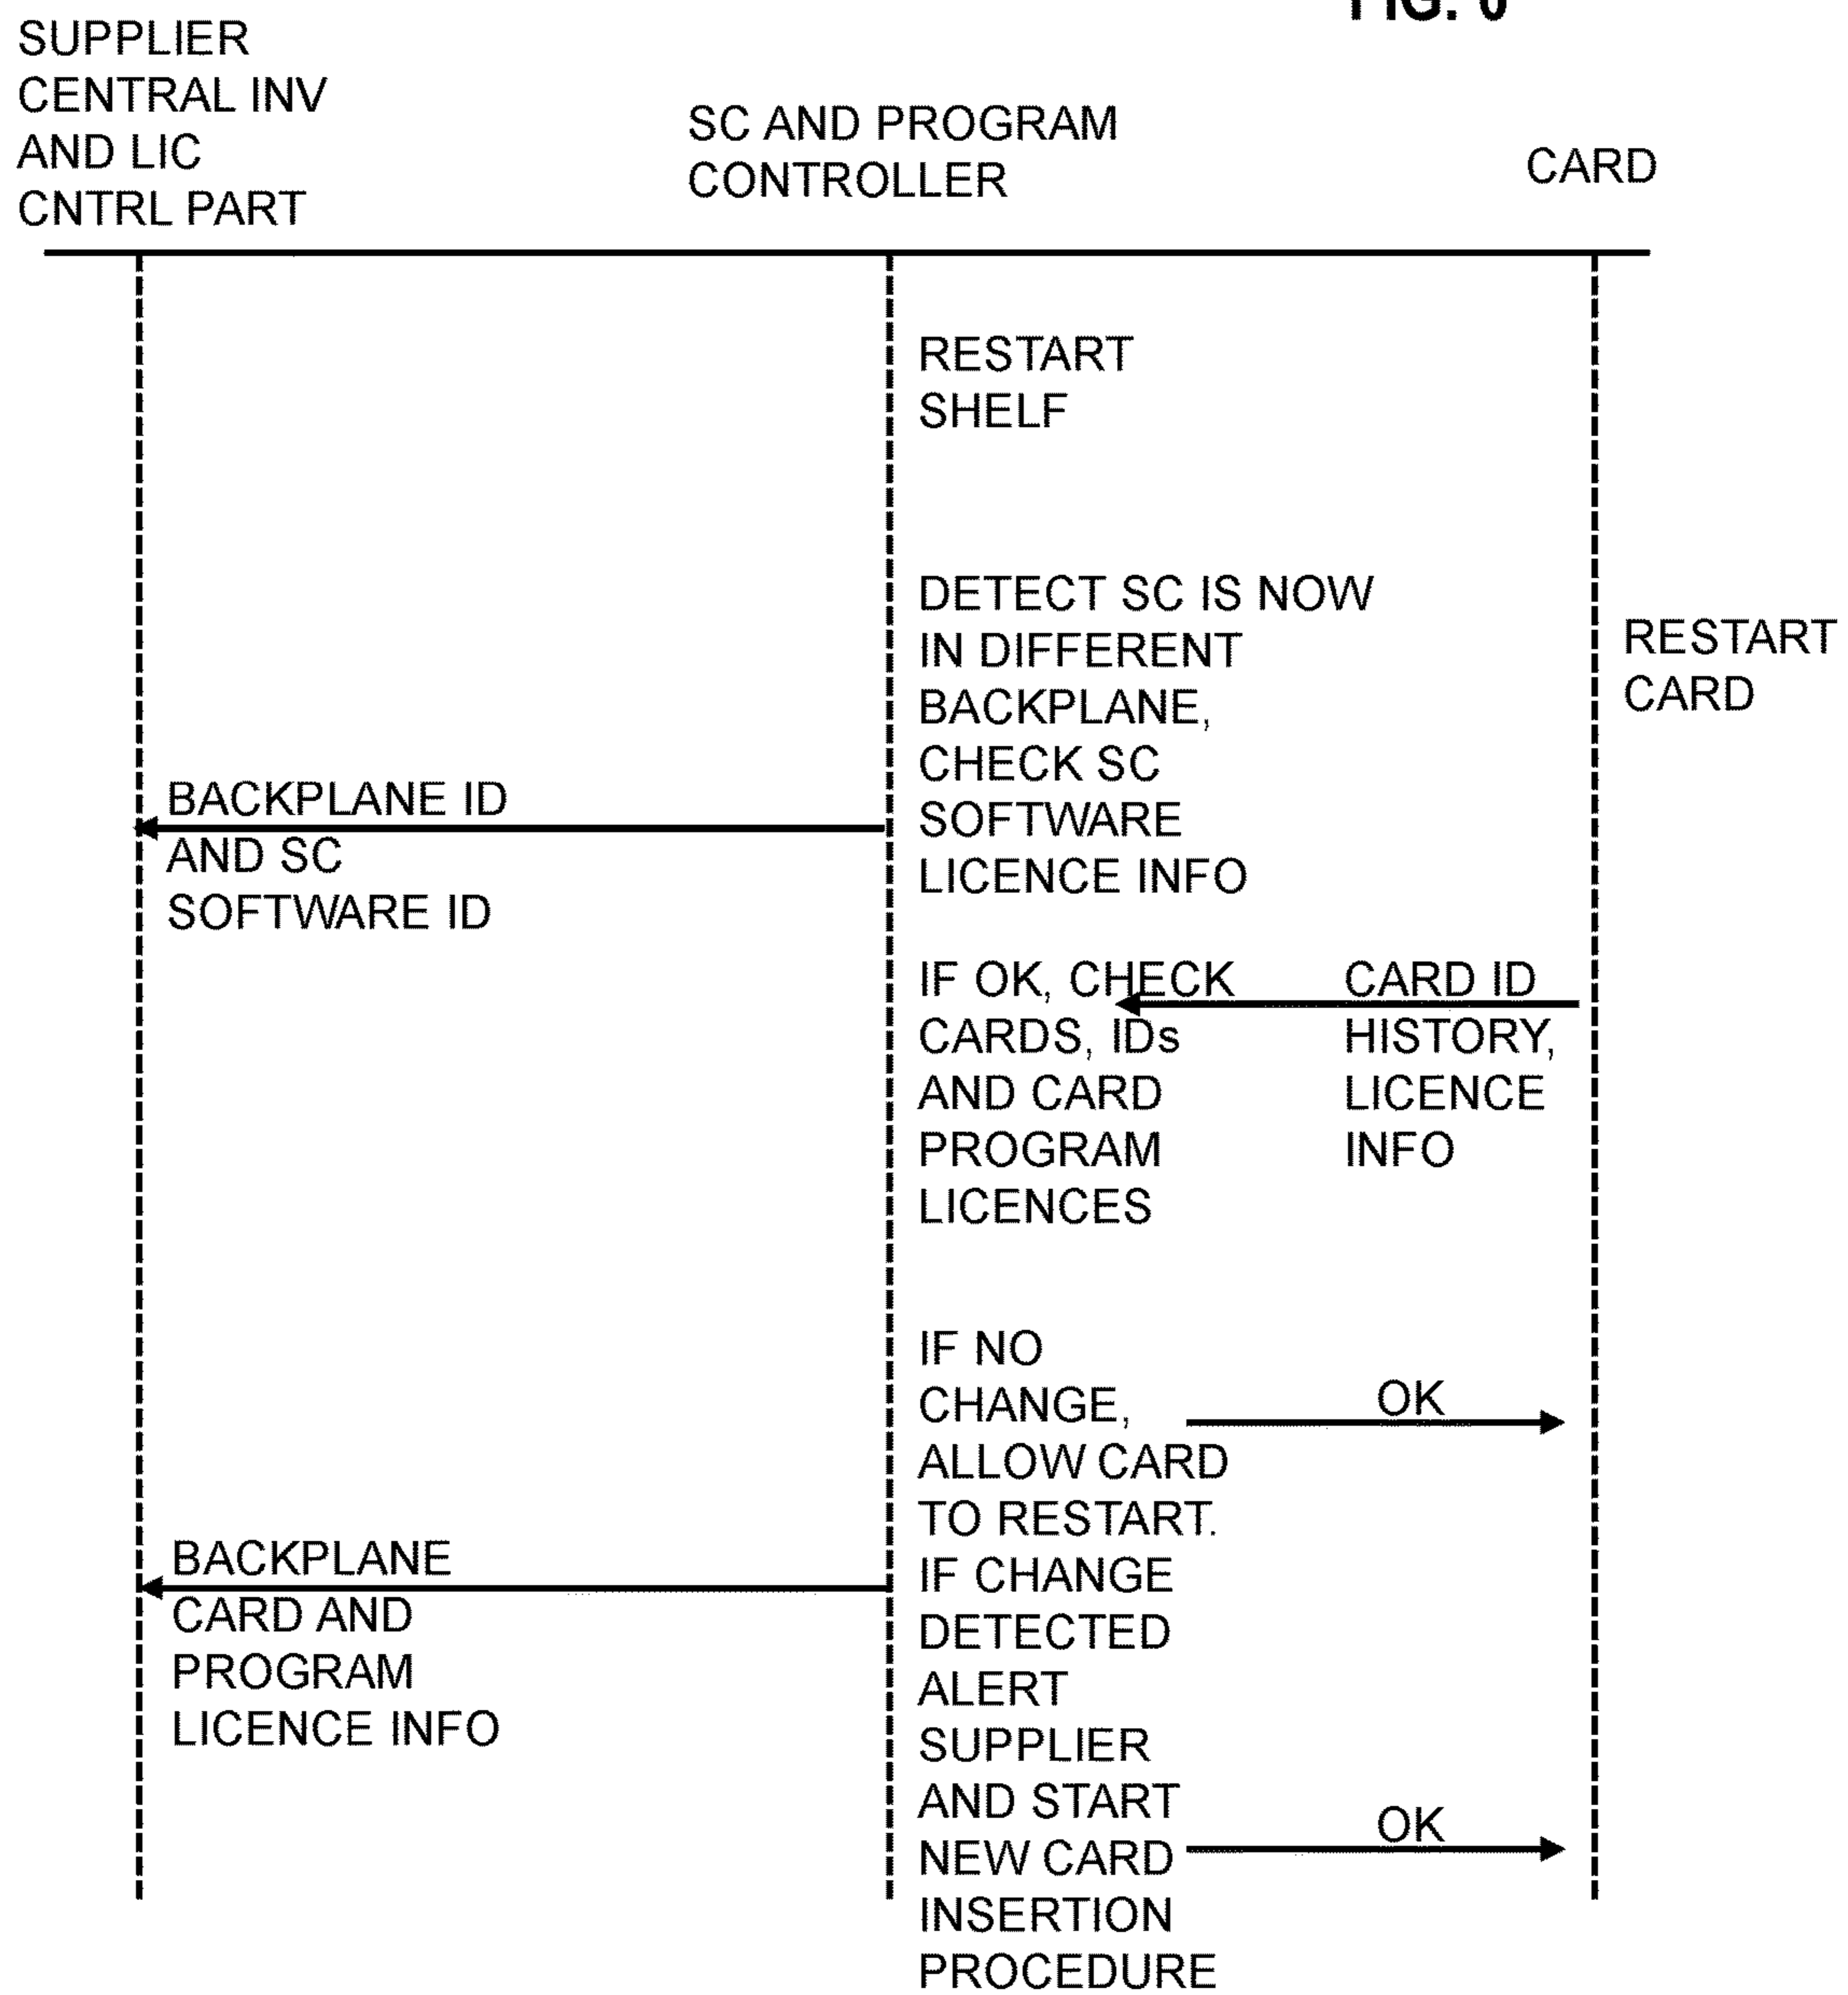 SUPPLIER
CENTRAL INV
AND LIC
CNTRL PART
SC AND PROGRAM
CONTROLLER
CARD
RESTART
SHELF
DETECT SC IS NOW
IN DIFFERENT
BACKPLANE,
CHECK SC
SOFTWARE
LICENCE INFO
RESTART
CARD
BACKPLANE ID
AND SC
SOFTWARE ID
IF OK, CHECK
CARDS, IDs
AND CARD
PROGRAM
LICENCES
CARD ID
HISTORY,
LICENCE
INFO
IF NO
CHANGE,
ALLOW CARD
TO RESTART.
IF CHANGE
DETECTED
ALERT
SUPPLIER
AND START
NEW CARD
INSERTION
PROCEDURE
OK
BACKPLANE
CARD AND
PROGRAM
LICENCE INFO
OK